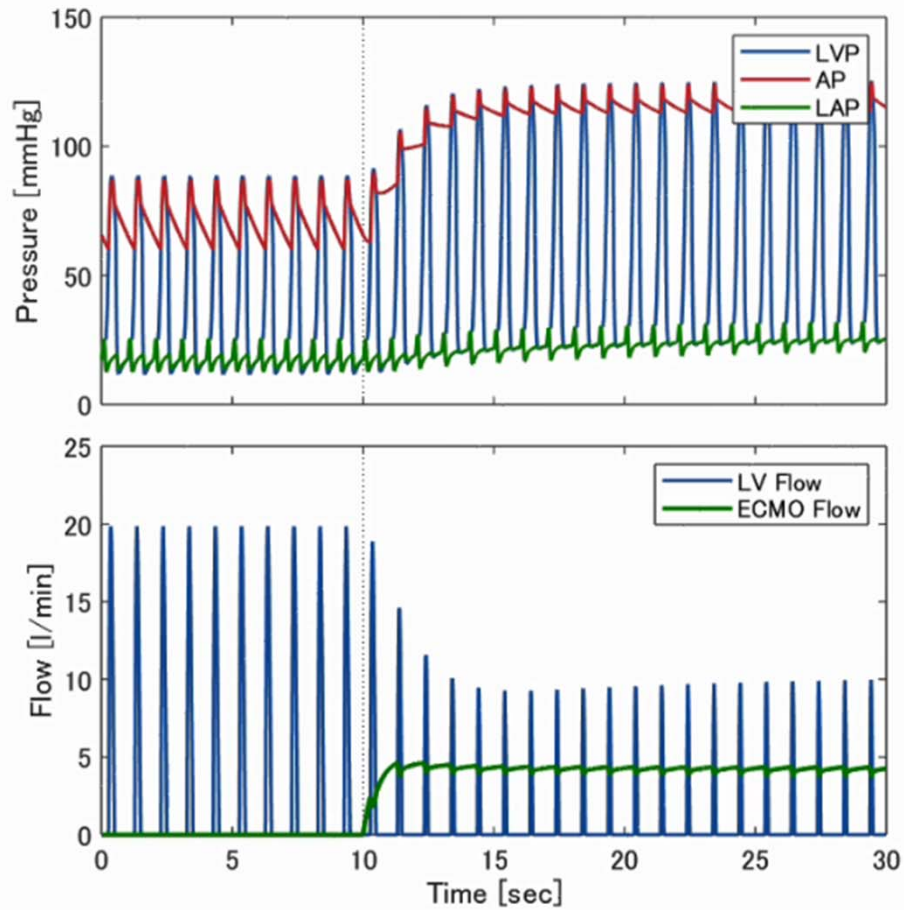 150
100
50
0
Pressure [mmHg]
LVP
AP
LAP
25
20
15
10
5
0
Flow [l/min]
LV Flow
ECMO Flow
0 5 10 15 20 25 30
Time [sec]